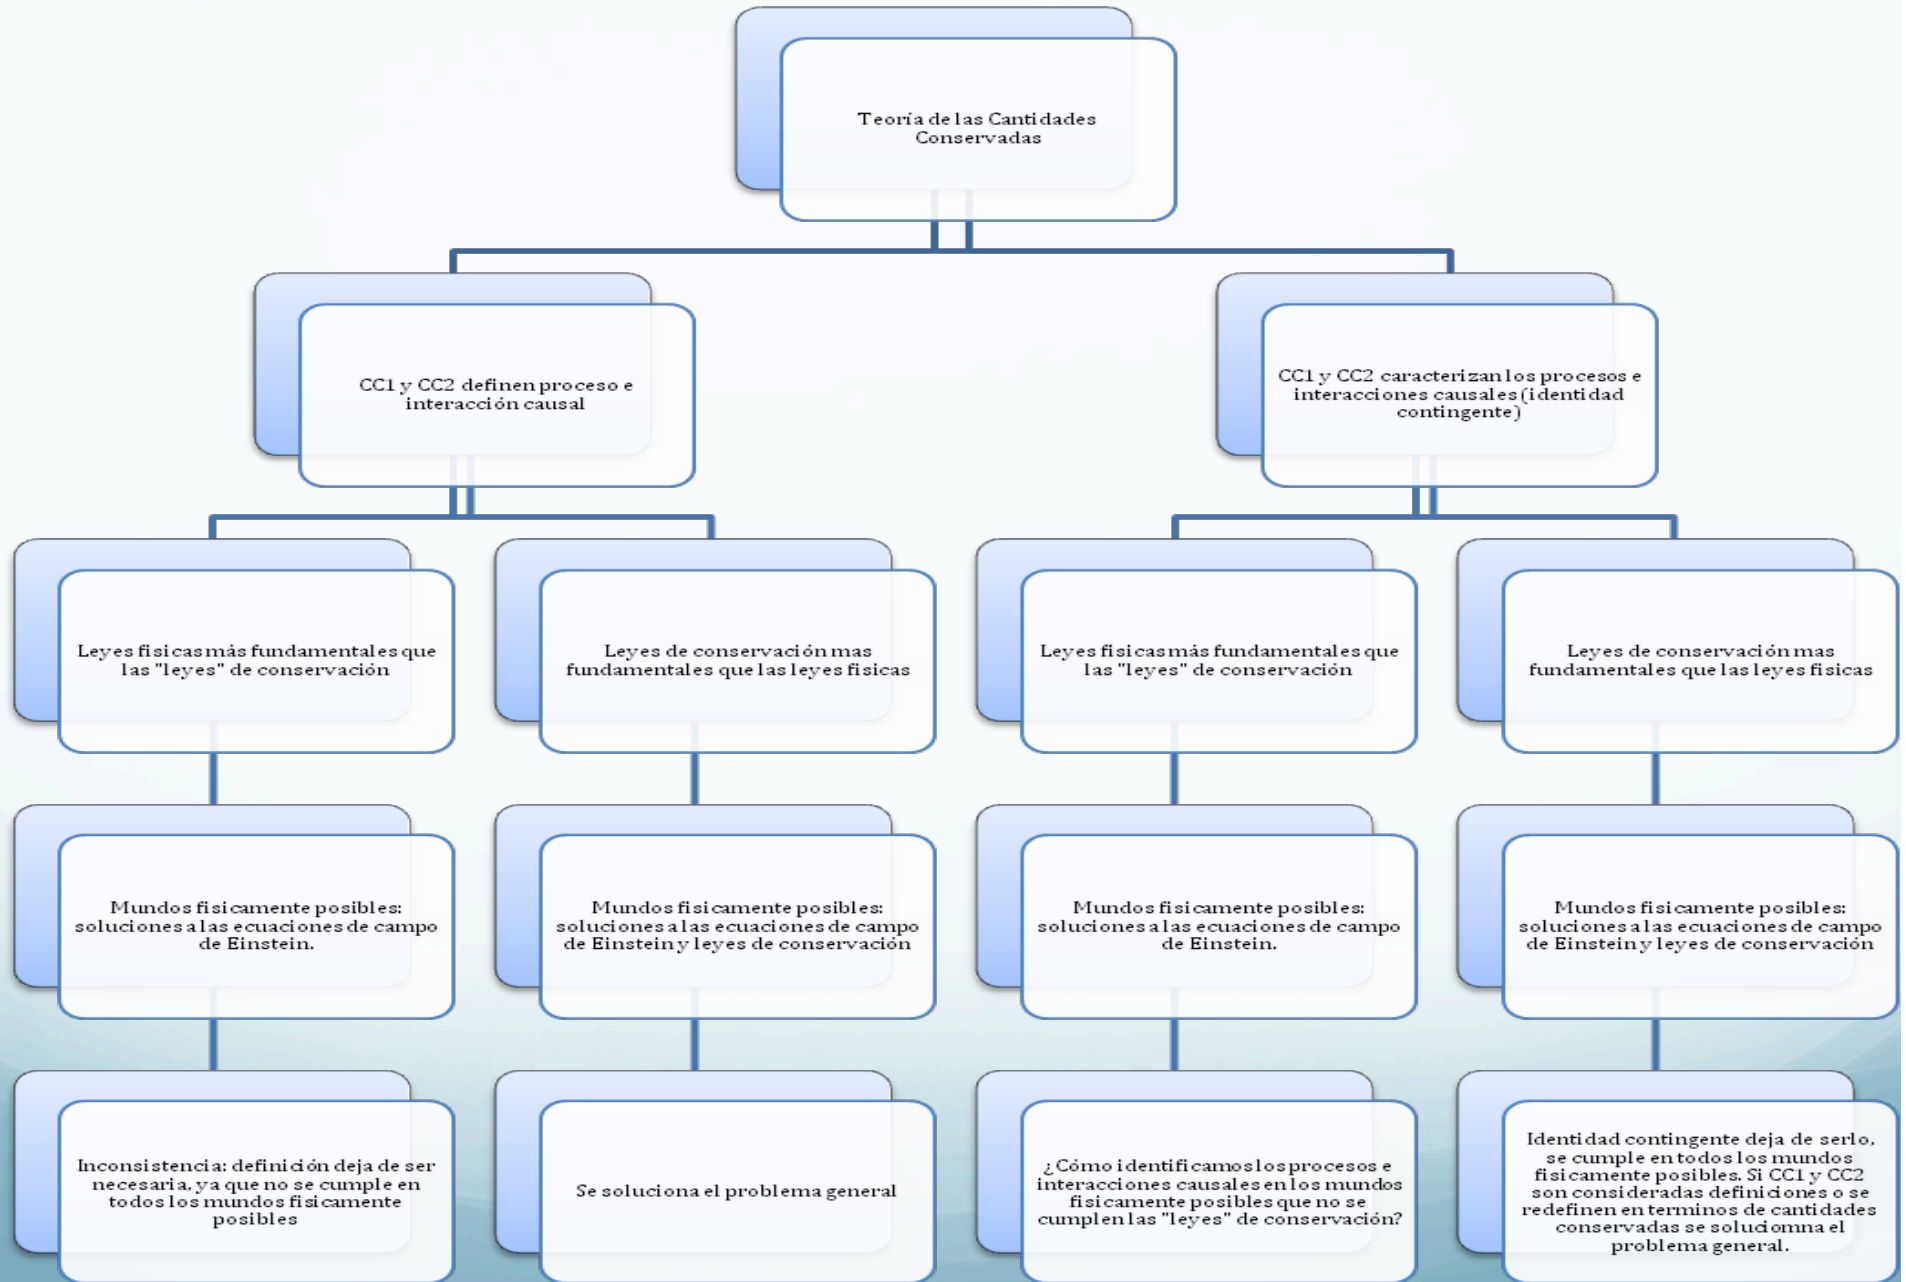 Teoría de las Cantidades
Conservadas
CC1 y CC2 definen proceso e
interacción causal
CC1 y CC2 caracterizan los procesos e
interacciones causales (identidad
contingente)
Leyes fisicas más fundamentales que
las "leyes" de conservación
Leyes de conservación mas
fundamentales que las leyes fisicas
Leyes fisicas más fundamentales que
las "leyes" de conservación
Leyes de conservación mas
fundamentales que las leyes fisicas
Mundos fisicamente posibles:
soluciones a las ecuaciones de campo
de Einstein.
Mundos fisicamente posibles:
soluciones a las ecuaciones de campo
de Einstein y leyes de conservación
Mundos fisicamente posibles:
soluciones a las ecuaciones de campo
de Einstein.
Mundos fisicamente posibles:
soluciones a las ecuaciones de campo
de Einstein y leyes de conservación
Inconsistencia: definición deja de ser
necesaria, ya que no se cumple en
todos los mundos fisicamente
posibles
Se soluciona el problema general
¿Cómo identificamos los procesos e
interacciones causales en los mundos
fisicamente posibles que no se
cumplen las "leyes" de conservación?
Identidad contingente deja de serlo,
se cumple en todos los mundos
fisicamente posibles. Si CC1 y CC2
son consideradas definiciones o se
redefinen en terminos de cantidades
conservadas se soluciomna el
problema general.